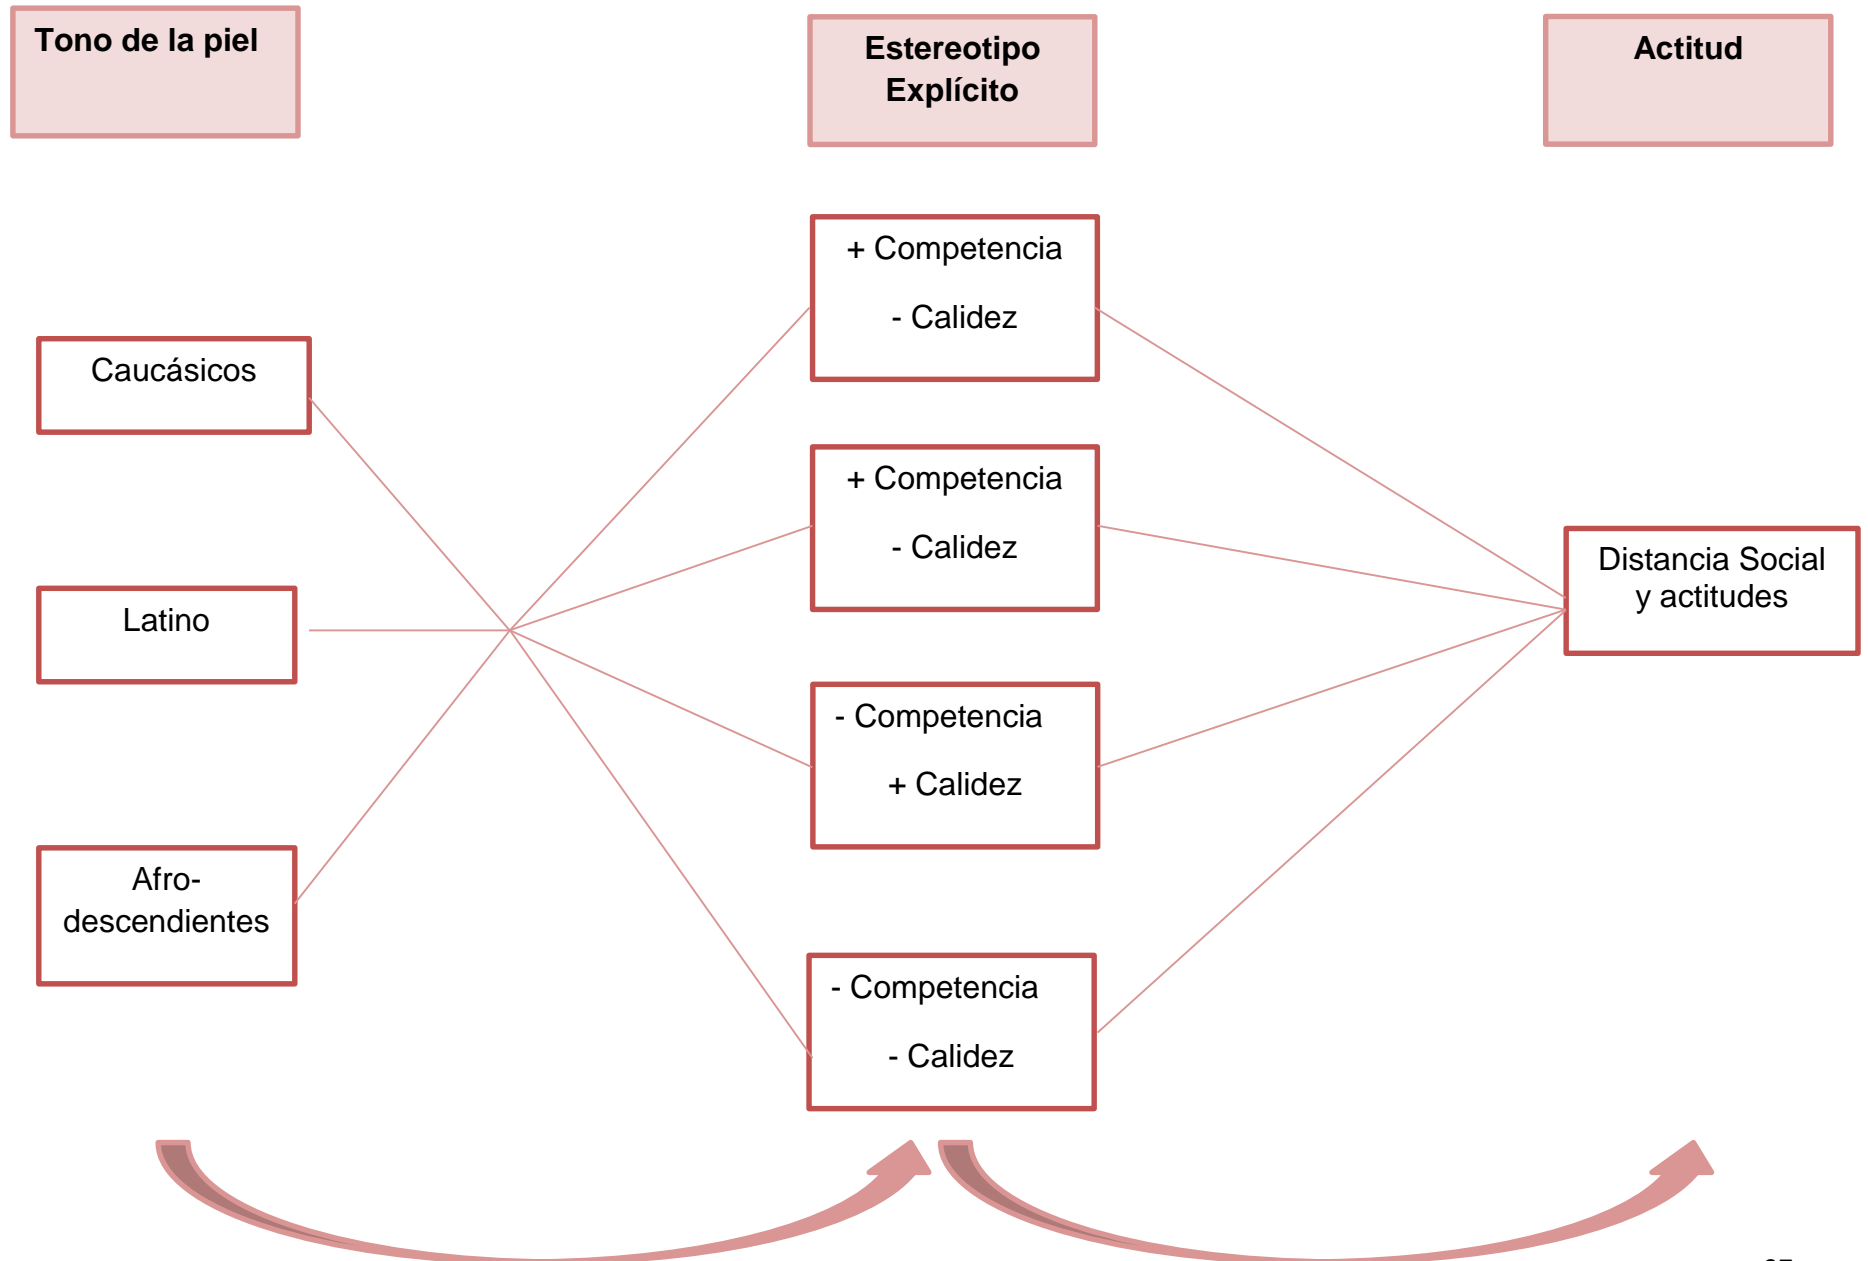 Tono de la piel
Estereotipo
Explícito
Actitud
+ Competencia
- Calidez
Caucásicos
+ Competencia
- Calidez
Distancia Social
y actitudes
Latino
- Competencia
+ Calidez
Afro-
descendientes
- Competencia
- Calidez